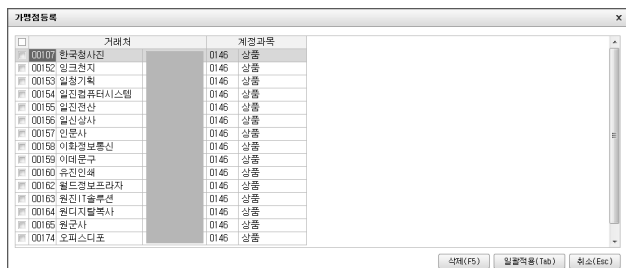 가맹점등록 x
거래처 계정과목
00107 한국청사진 0146 상품
00152 잉크천지 0146 상품
00153 일청기획 0146 상품
00154 일진컴퓨터시스템 0146 상품
00155 일진전산 0146 상품
00156 일신상사 0146 상품
00157 인문사 0146 상품
00158 이화정보통신 0146 상품
00159 이데문구 0146 상품
00160 유진인쇄 0146 상품
00162 월드정보프라자 0146 상품
00163 원진IT솔루션 0146 상품
00164 원디지탈복사 0146 상품
00165 원군사 0146 상품
00174 오피스디포 0146 상품
삭제(F5) 일괄적용(Tab) 취소(Esc)